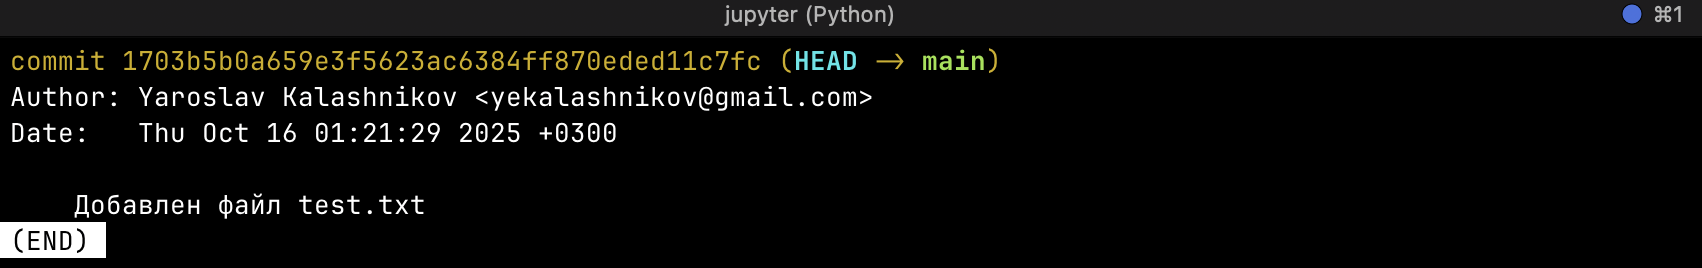 jupyter (Python)
⌘1
commit 1703b5b0a659e3f5623ac6384ff870eded11c7fc (HEAD -> main)
Author: Yaroslav Kalashnikov <yekalashnikov@gmail.com>
Date:   Thu Oct 16 01:21:29 2025 +0300
Добавлен файл test.txt
(END)